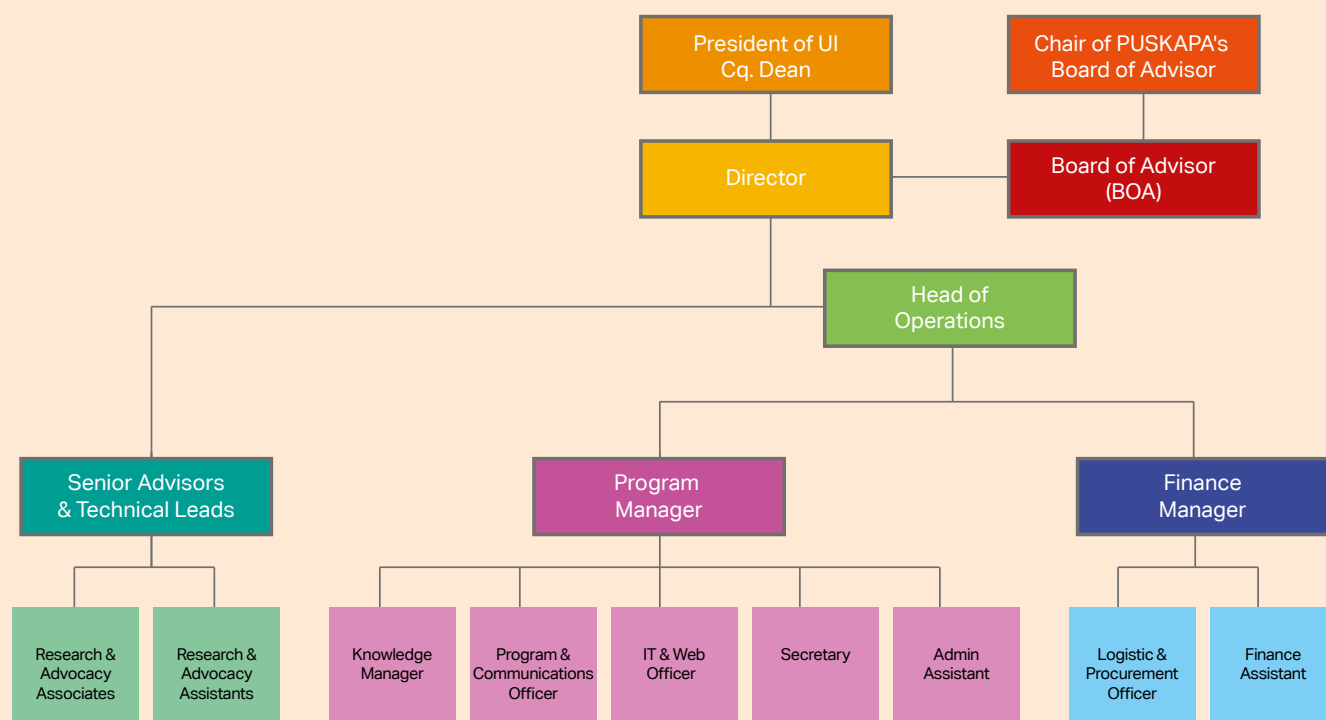 President of UI
Cq. Dean
Chair of PUSKAPA's
Board of Advisor
Director
Board of Advisor
(BOA)
Head of
Operations
Senior Advisors
& Technical Leads
Program
Manager
Finance
Manager
Research &
Advocacy
Associates
Research &
Advocacy
Assistants
Knowledge
Manager
Program &
Communications
Officer
IT & Web
Officer
Secretary
Admin
Assistant
Logistic &
Procurement
Officer
Finance
Assistant